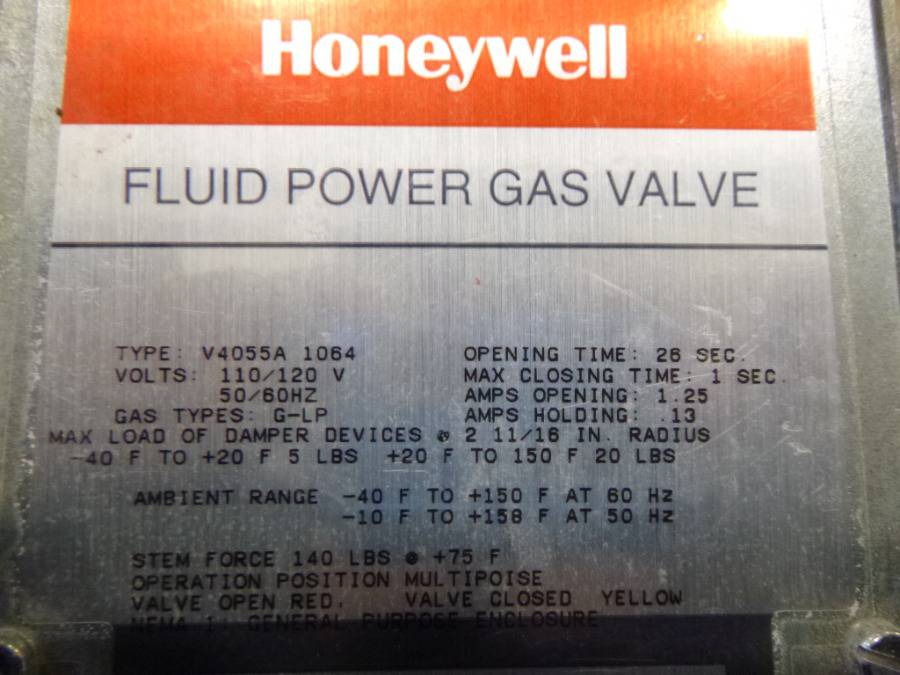 Honeywell
FLUID POWER GAS VALVE
TYPE: V4055A 1064
VOLTS: 110/120 V
50/60HZ
GAS TYPES: G-LP
OPENING TIME: 26 SEC.
MAX CLOSING TIME: 1 SEC.
AMPS OPENING: 1.25
AMPS HOLDING: .13
MAX LOAD OF DAMPER DEVICES @ 2 11/16 IN. RADIUS
-40 F TO +20 F 5 LBS +20 F TO 150 F 20 LBS
AMBIENT RANGE -40 F TO +150 F AT 60 Hz
-10 F TO +158 F AT 50 Hz
STEM FORCE 140 LBS @ +75 F
OPERATION POSITION MULTIPOISE
VALVE OPEN RED. VALVE CLOSED YELLOW
NEMA 1 GENERAL PURPOSE ENCLOSURE